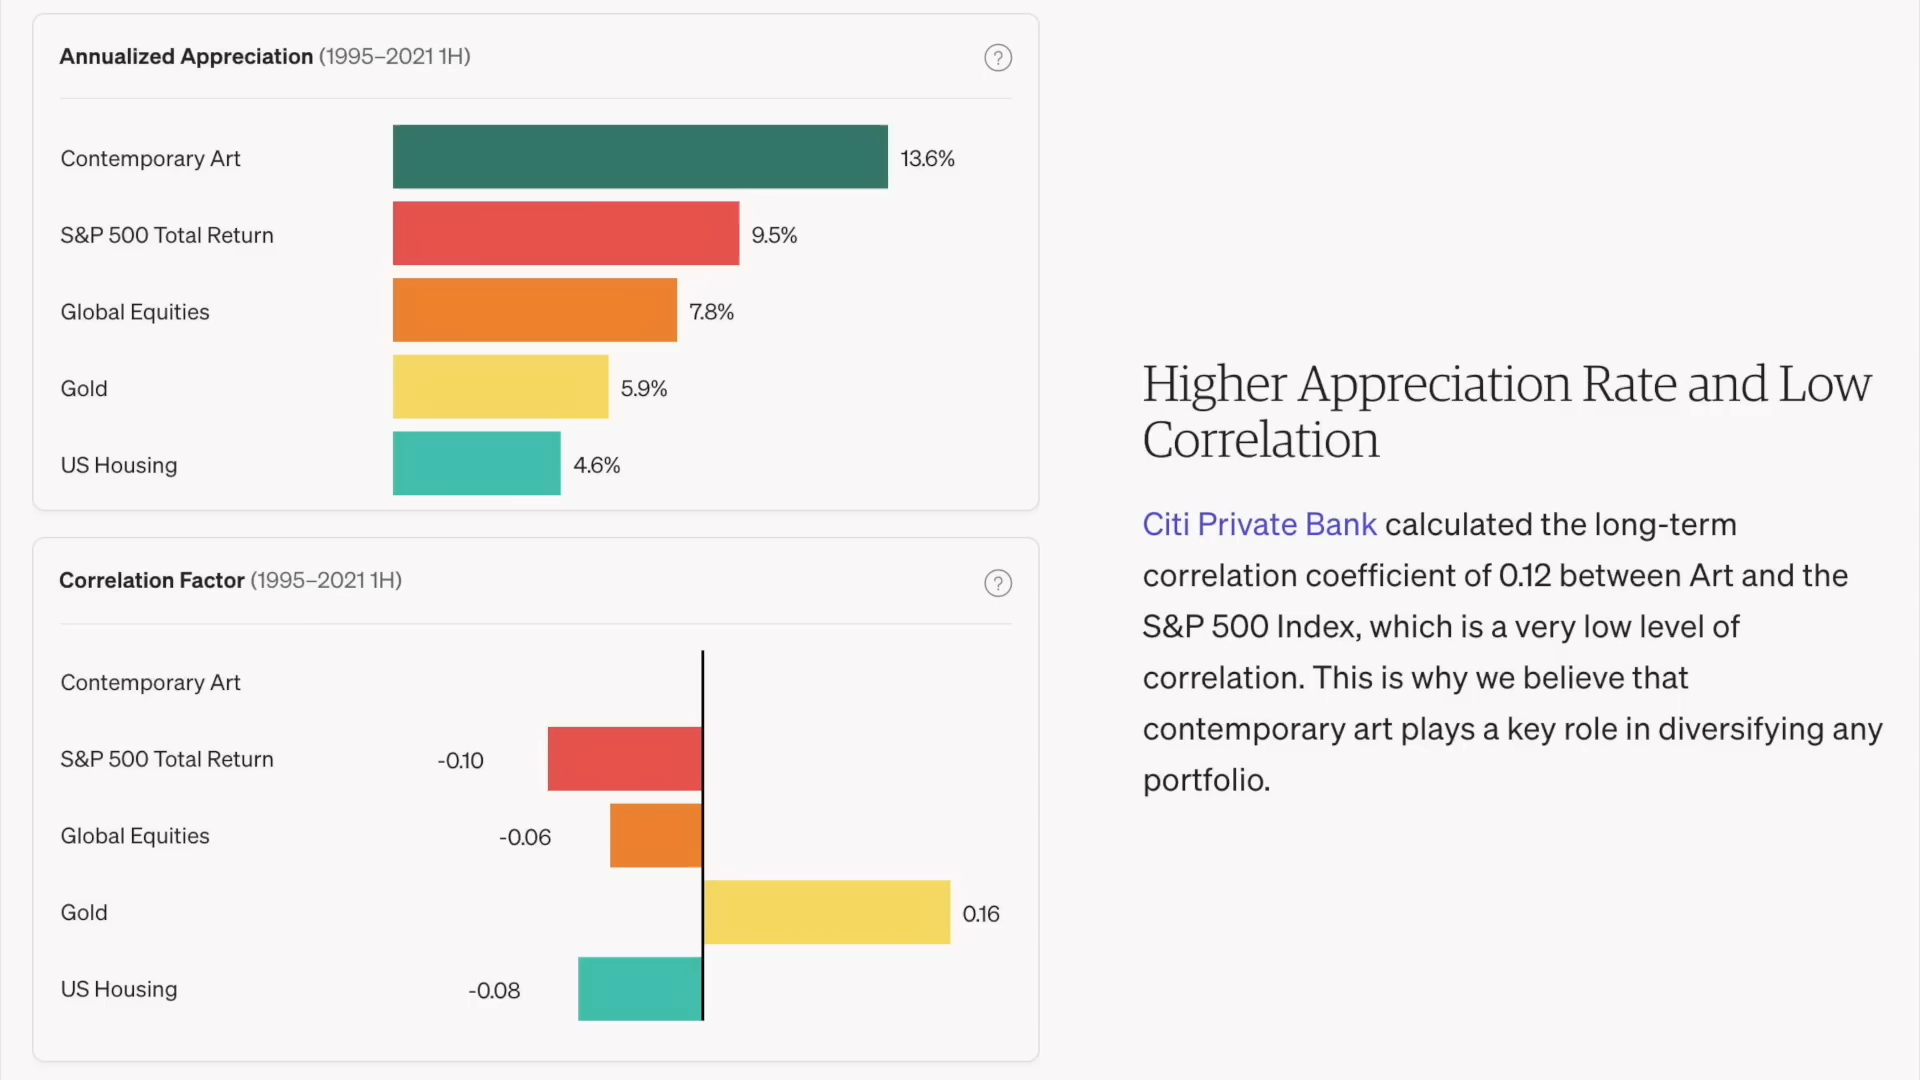 Annualized Appreciation (1995–2021 1H)
?
Contemporary Art
13.6%
S&P 500 Total Return
9.5%
Global Equities
7.8%
Gold
5.9%
US Housing
4.6%
Correlation Factor (1995–2021 1H)
?
Contemporary Art
S&P 500 Total Return
-0.10
Global Equities
-0.06
Gold
0.16
US Housing
-0.08
Higher Appreciation Rate and Low
Correlation
Citi Private Bank calculated the long-term
correlation coefficient of 0.12 between Art and the
S&P 500 Index, which is a very low level of
correlation. This is why we believe that
contemporary art plays a key role in diversifying any
portfolio.